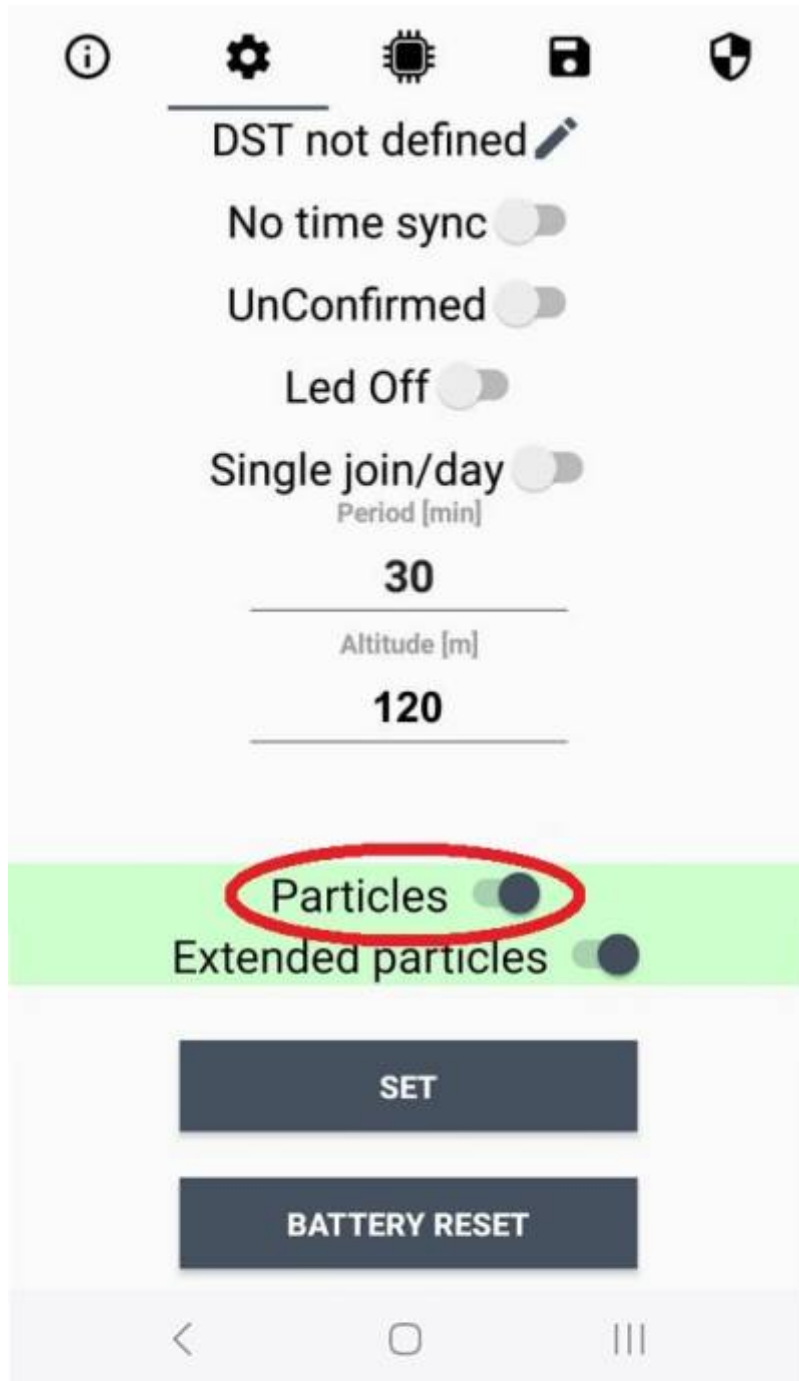 DST not defined
No time sync
UnConfirmed
Led Off
Single join/day
Period [min]
30
Altitude [m]
120
Particles
Extended particles
SET
BATTERY RESET